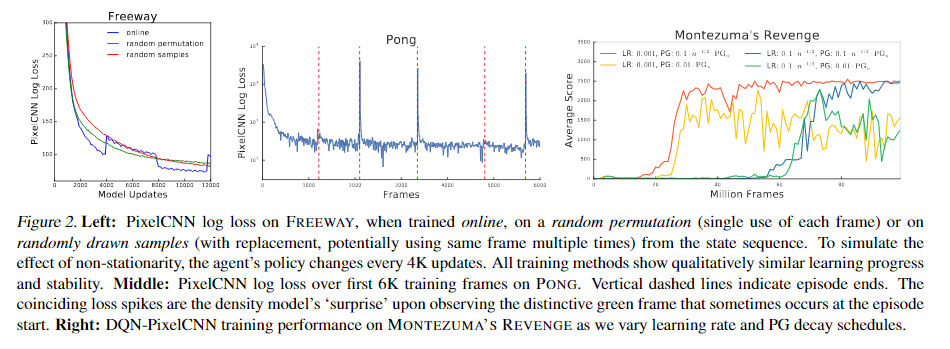 Freeway
PixelCNN Log Loss
300
250
200
150
100
online
random permutation
random samples
0 2000 4000 6000 8000 10000 12000
Model Updates
Pong
PixelCNN Log Loss
0 1000 2000 3000 4000 5000 6000
Frames
Montezuma's Revenge
Average Score
3500
3000
2500
2000
1500
1000
500
0
LR: 0.001, PG: 0.1 · n^{-1/2} · PG_n
LR: 0.001, PG: 0.01 · PG_n
LR: 0.1 · n^{-1/2}, PG: 0.1 · n^{-1/2} · PG_n
LR: 0.1 · n^{-1/2}, PG: 0.01 · PG_n
0 20 40 60 80
Million Frames
Figure 2. Left: PixelCNN log loss on FREEWAY, when trained online, on a random permutation (single use of each frame) or on
randomly drawn samples (with replacement, potentially using same frame multiple times) from the state sequence. To simulate
the effect of non-stationarity, the agent's policy changes every 4K updates. All training methods show qualitatively similar learning progress
and stability. Middle: PixelCNN log loss over first 6K training frames on PONG. Vertical dashed lines indicate episode ends. The
coinciding loss spikes are the density model's 'surprise' upon observing the distinctive green frame that sometimes occurs at the episode
start. Right: DQN-PixelCNN training performance on MONTEZUMA'S REVENGE as we vary learning rate and PG decay schedules.